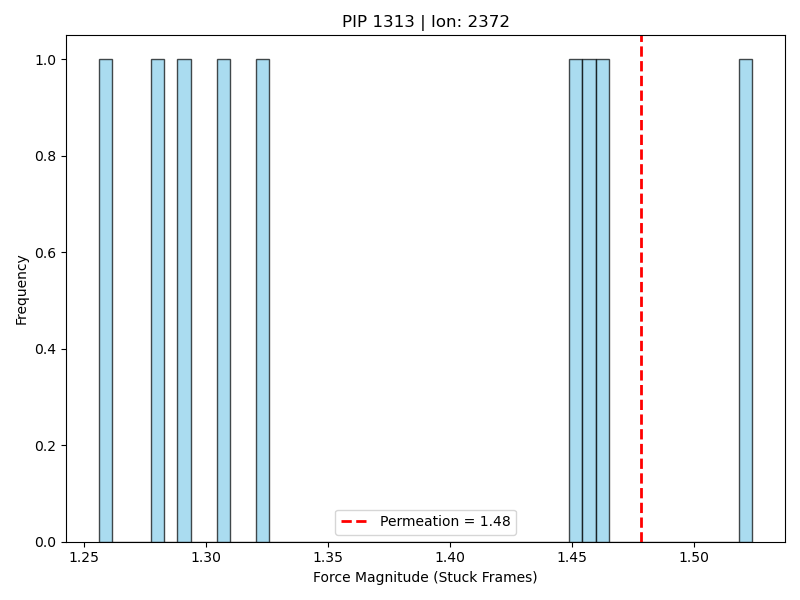 PIP 1313 | Ion: 2372
1.0
0.8
0.6
0.4
0.2
0.0
Frequency
Permeation = 1.48
1.25 1.30 1.35 1.40 1.45 1.50
Force Magnitude (Stuck Frames)